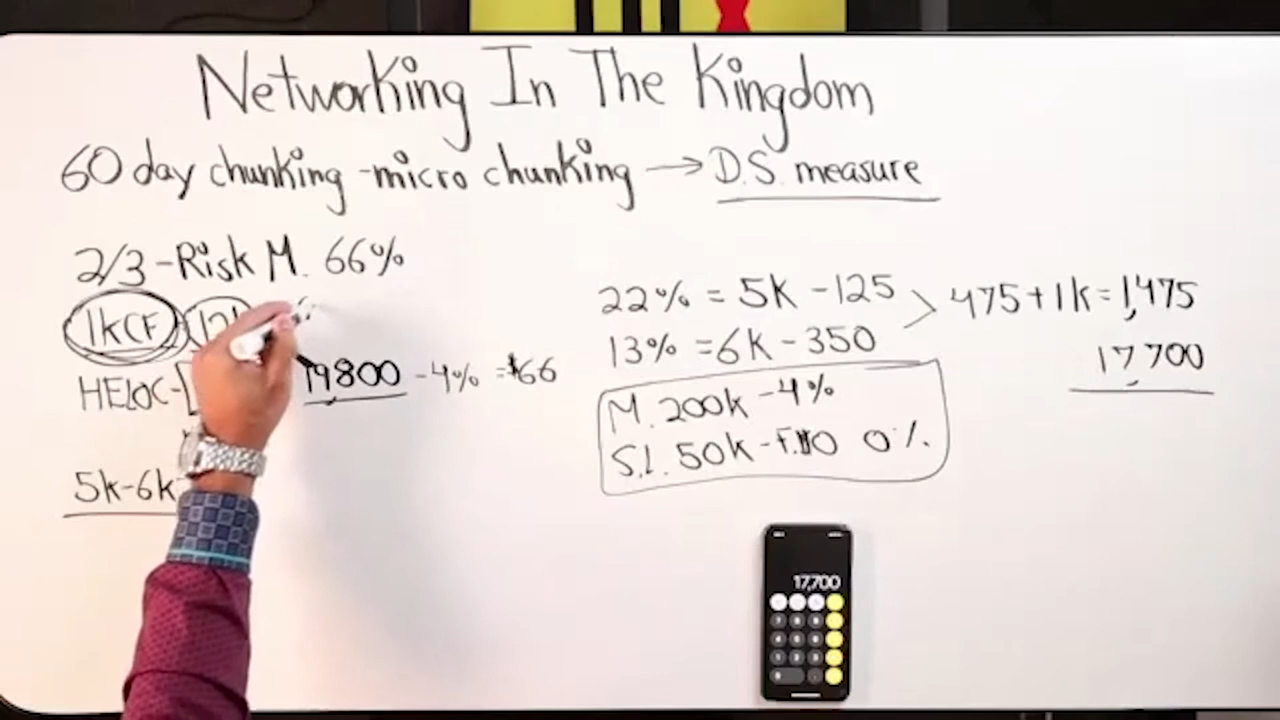 Networking In The Kingdom
60 day chunking - micro chunking → D.S. measure
2/3 - Risk M. 66%
1kCF
HELOC-
19800 - 4% = $66
5k-6k
22% = 5k - 125
13% = 6k - 350
> 475 + 1k = 1,475
17,700
M. 200k - 4%
S.L. 50k - 0%.
17,700